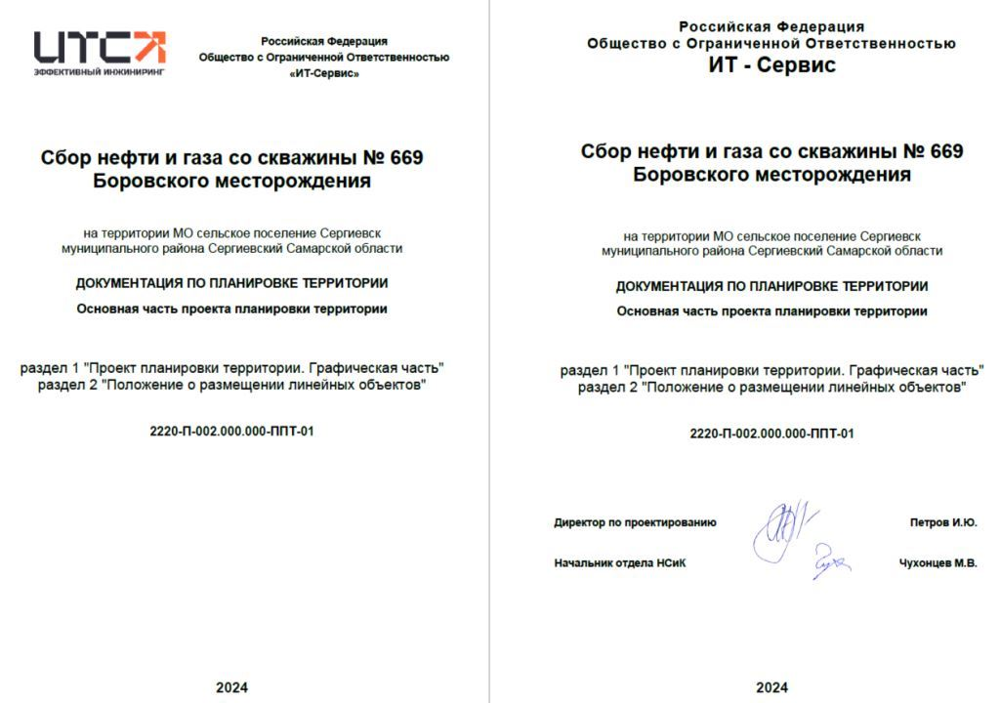 ИТСК
ЭФФЕКТИВНЫЙ ИНЖИНИРИНГ
Российская Федерация
Общество с Ограниченной Ответственностью
«ИТ-Сервис»
Сбор нефти и газа со скважины № 669
Боровского месторождения
на территории МО сельское поселение Сергиевск
муниципального района Сергиевский Самарской области
ДОКУМЕНТАЦИЯ ПО ПЛАНИРОВКЕ ТЕРРИТОРИИ
Основная часть проекта планировки территории
раздел 1 "Проект планировки территории. Графическая часть"
раздел 2 "Положение о размещении линейных объектов"
2220-П-002.000.000-ППТ-01
2024
Российская Федерация
Общество с Ограниченной Ответственностью
ИТ - Сервис
Сбор нефти и газа со скважины № 669
Боровского месторождения
на территории МО сельское поселение Сергиевск
муниципального района Сергиевский Самарской области
ДОКУМЕНТАЦИЯ ПО ПЛАНИРОВКЕ ТЕРРИТОРИИ
Основная часть проекта планировки территории
раздел 1 "Проект планировки территории. Графическая часть"
раздел 2 "Положение о размещении линейных объектов"
2220-П-002.000.000-ППТ-01
Директор по проектированию Петров И.Ю.
Начальник отдела НСиК Чухонцев М.В.
2024